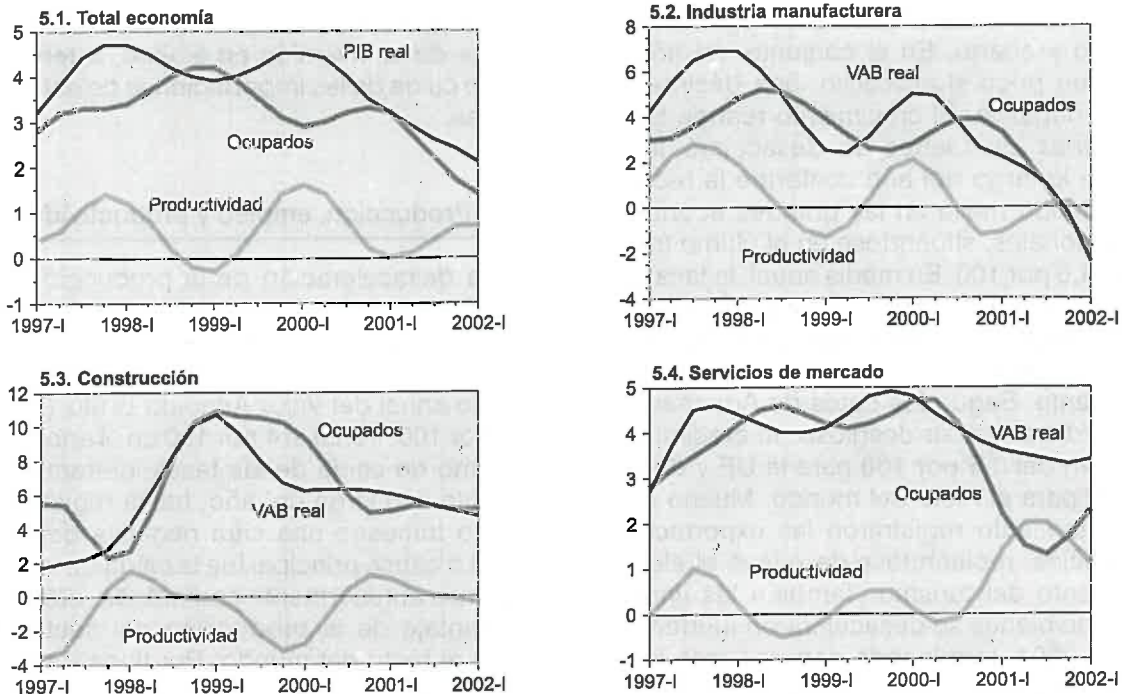 5.1. Total economía
5
4
3
2
1
0
-1
PIB real
Ocupados
Productividad
1997-I 1998-I 1999-I 2000-I 2001-I 2002-I
5.2. Industria manufacturera
8
6
4
2
0
-2
-4
VAB real
Ocupados
Productividad
1997-I 1998-I 1999-I 2000-I 2001-I 2002-I
5.3. Construcción
12
10
8
6
4
2
0
-2
-4
Ocupados
VAB real
Productividad
1997-I 1998-I 1999-I 2000-I 2001-I 2002-I
5.4. Servicios de mercado
5
4
3
2
1
0
-1
VAB real
Ocupados
Productividad
1997-I 1998-I 1999-I 2000-I 2001-I 2002-I